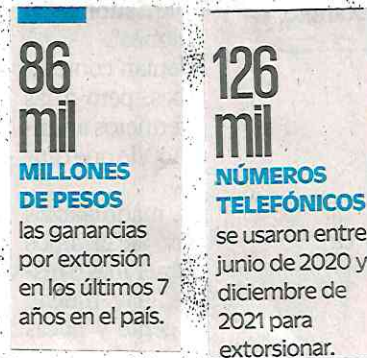 86
mil
MILLONES
DE PESOS
las ganancias
por extorsión
en los últimos 7
años en el país.
126
mil
NÚMEROS
TELEFÓNICOS
se usaron entre
junio de 2020 y
diciembre de
2021 para
extorsionar.